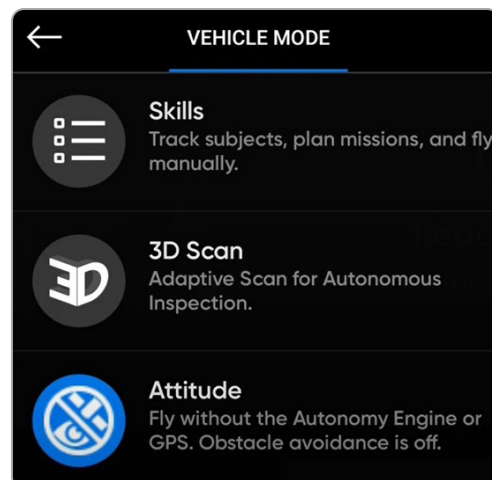 VEHICLE MODE
Skills
Track subjects, plan missions, and fly
manually.
3D
3D Scan
Adaptive Scan for Autonomous
Inspection.
Attitude
Fly without the Autonomy Engine or
GPS. Obstacle avoidance is off.